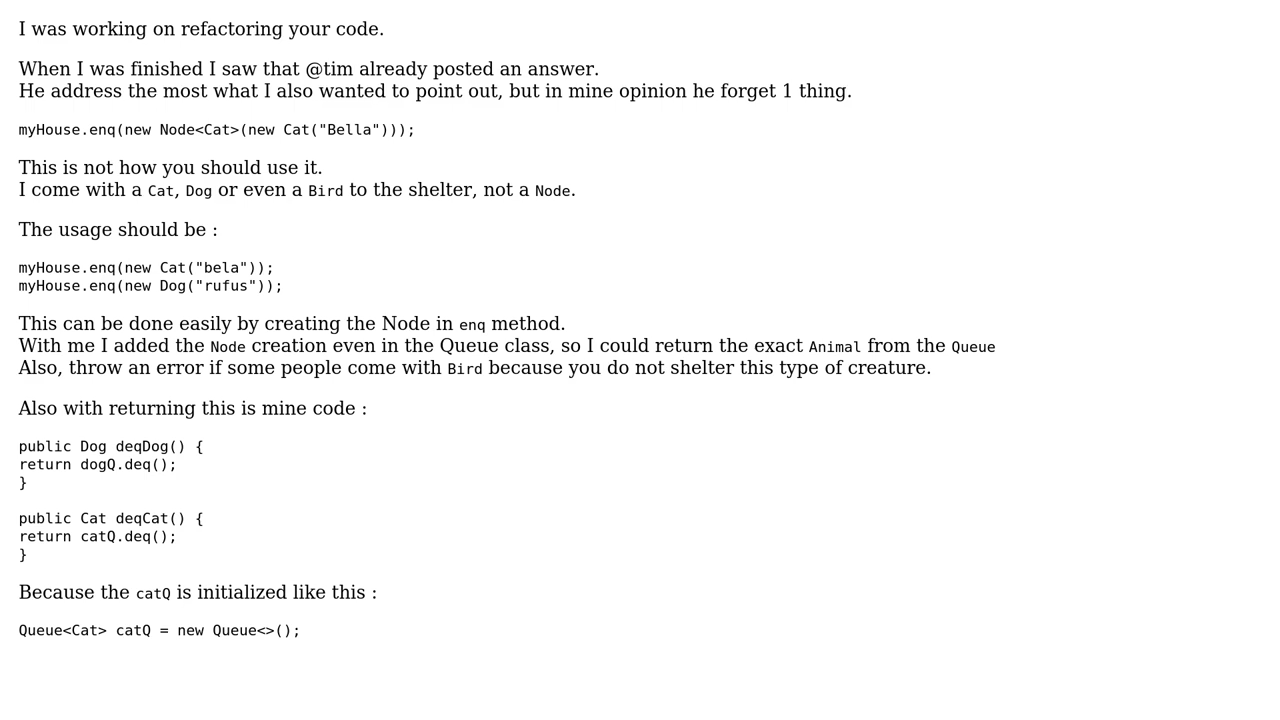 I was working on refactoring your code.
When I was finished I saw that @tim already posted an answer.
He address the most what I also wanted to point out, but in mine opinion he forget 1 thing.
myHouse.enq(new Node<Cat>(new Cat("Bella")));
This is not how you should use it.
I come with a Cat, Dog or even a Bird to the shelter, not a Node.
The usage should be :
myHouse.enq(new Cat("bela"));
myHouse.enq(new Dog("rufus"));
This can be done easily by creating the Node in enq method.
With me I added the Node creation even in the Queue class, so I could return the exact Animal from the Queue
Also, throw an error if some people come with Bird because you do not shelter this type of creature.
Also with returning this is mine code :
public Dog deqDog() {
return dogQ.deq();
}
public Cat deqCat() {
return catQ.deq();
}
Because the catQ is initialized like this :
Queue<Cat> catQ = new Queue<>();